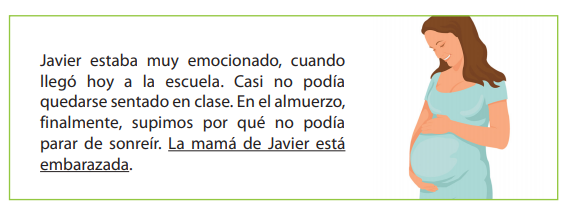 Javier estaba muy emocionado, cuando
llegó hoy a la escuela. Casi no podía
quedarse sentado en clase. En el almuerzo,
finalmente, supimos por qué no podía
parar de sonreír. La mamá de Javier está
embarazada.